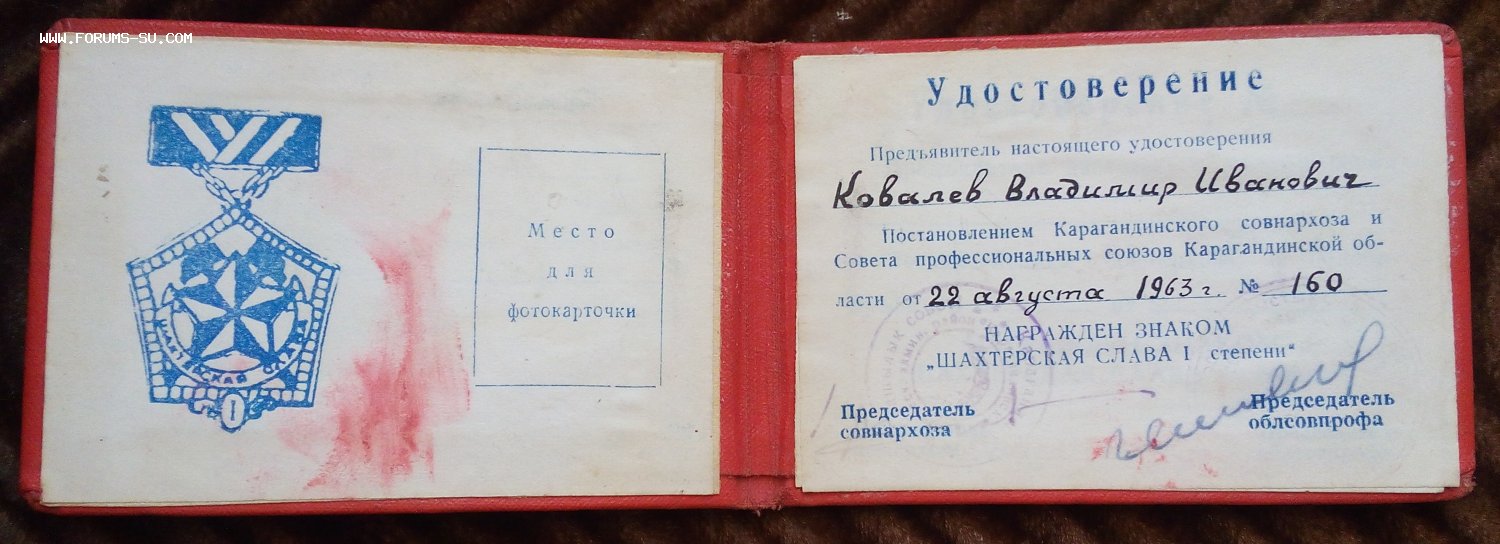 WWW.FORUMS-SU.COM
ШАХТЕРСКАЯ СЛАВА
I
Место
для
фотокарточки
Удостоверение
Предъявитель настоящего удостоверения
Ковалев Владимир Иванович
Постановлением Карагандинского совнархоза и
Совета профессиональных союзов Карагандинской об-
ласти от 22 августа 1963 г. № 160
НАГРАЖДЕН ЗНАКОМ
„ШАХТЕРСКАЯ СЛАВА I степени"
Председатель
совнархоза
Председатель
облсовпрофа